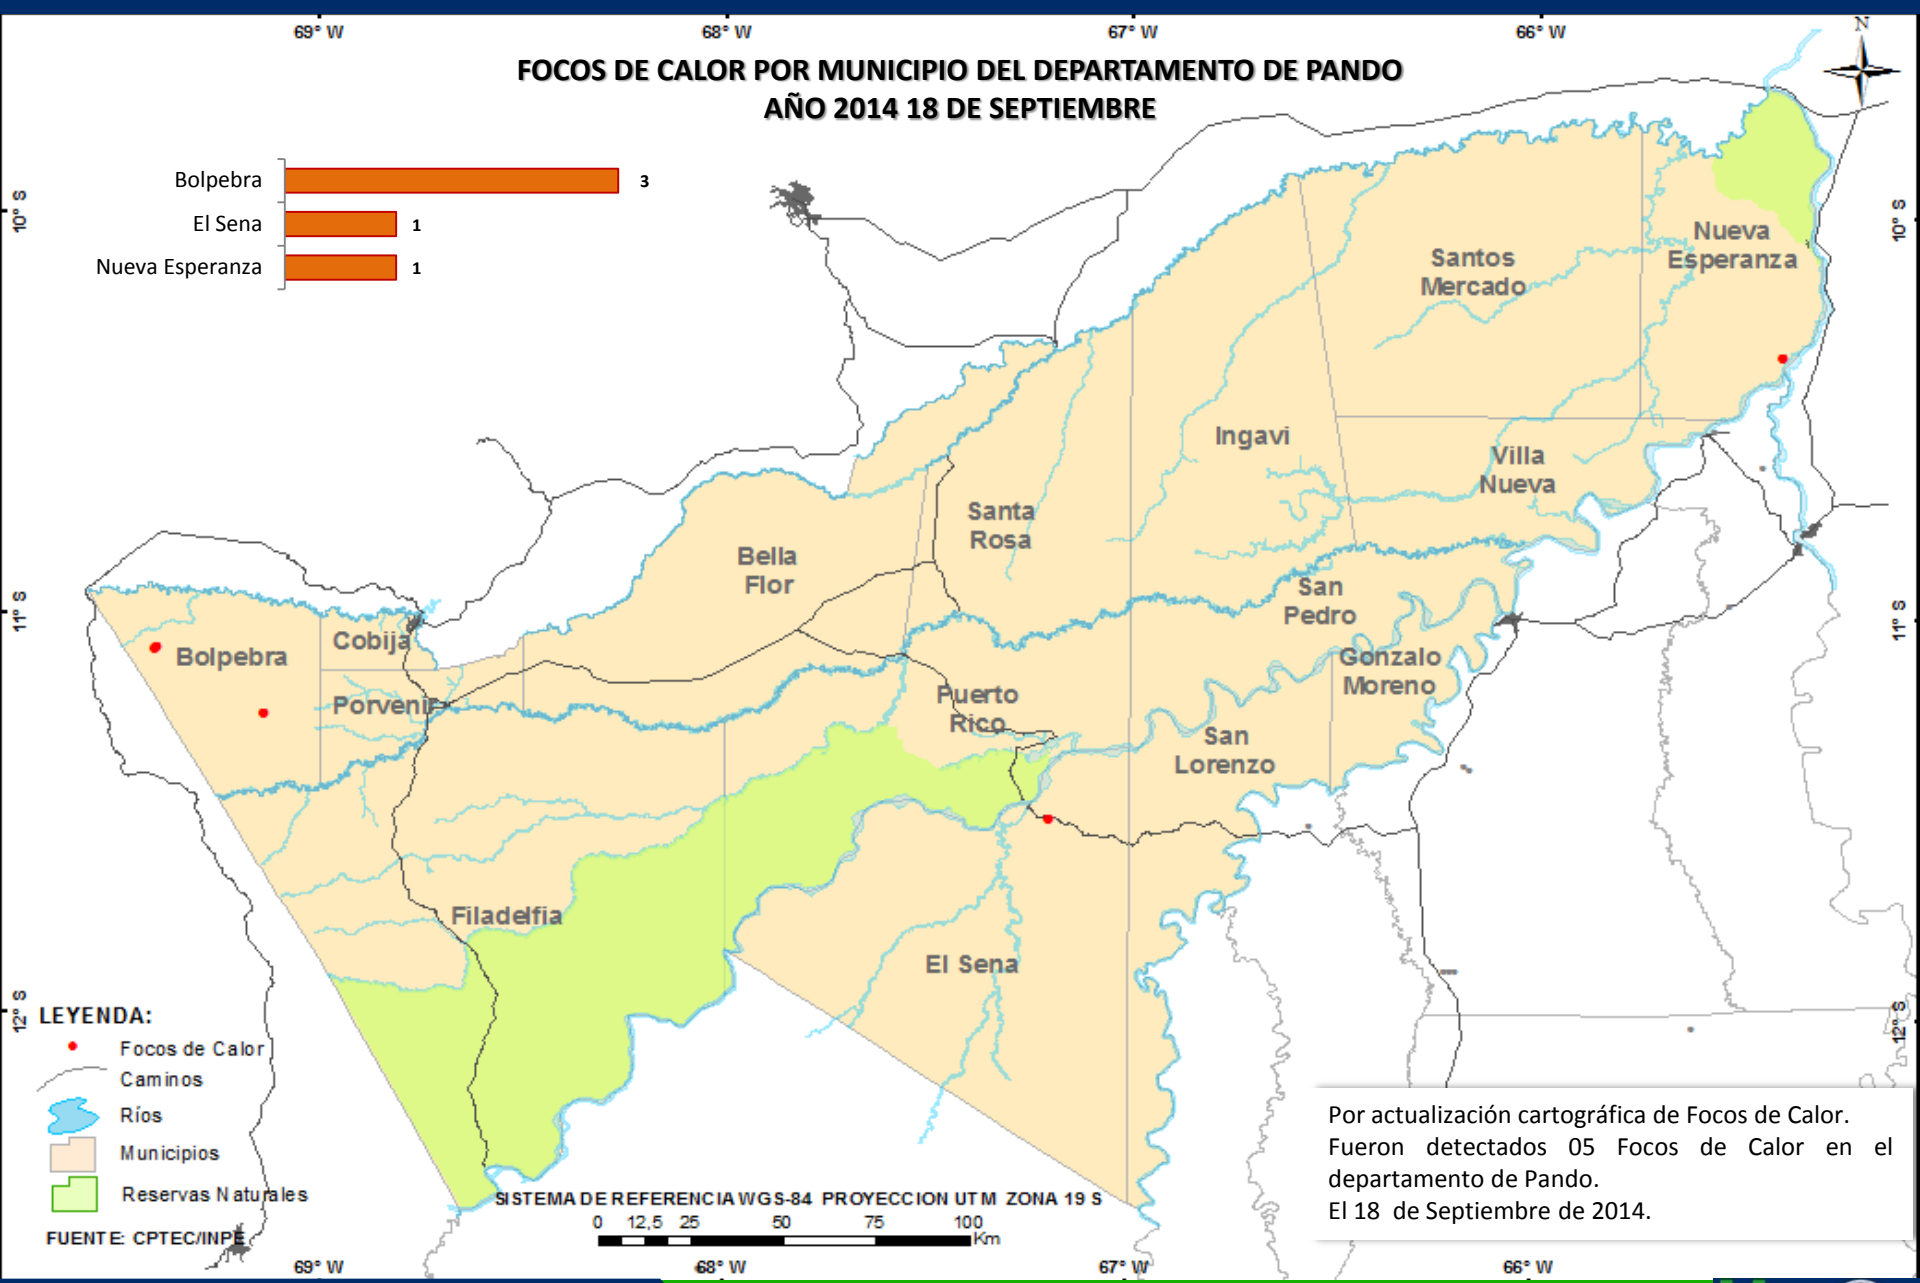 69° W 68° W 67° W 66° W
N
FOCOS DE CALOR POR MUNICIPIO DEL DEPARTAMENTO DE PANDO
AÑO 2014 18 DE SEPTIEMBRE
Bolpebra 3
El Sena 1
Nueva Esperanza 1
10° S
10° S
Nueva
Esperanza
Santos
Mercado
Ingavi
Villa
Nueva
Santa
Rosa
Bella
Flor
San
Pedro
11° S
11° S
Cobija
Bolpebra
Gonzalo
Moreno
Porvenir
Puerto
Rico
San
Lorenzo
Filadelfia
El Sena
12° S
12° S
LEYENDA:
Focos de Calor
Caminos
Ríos
Municipios
Reservas Naturales
FUENTE: CPTEC/INPE
SISTEMA DE REFERENCIA WGS-84 PROYECCION UTM ZONA 19 S
0 12,5 25 50 75 100
Km
Por actualización cartográfica de Focos de Calor.
Fueron detectados 05 Focos de Calor en el
departamento de Pando.
El 18 de Septiembre de 2014.
69° W 68° W 67° W 66° W